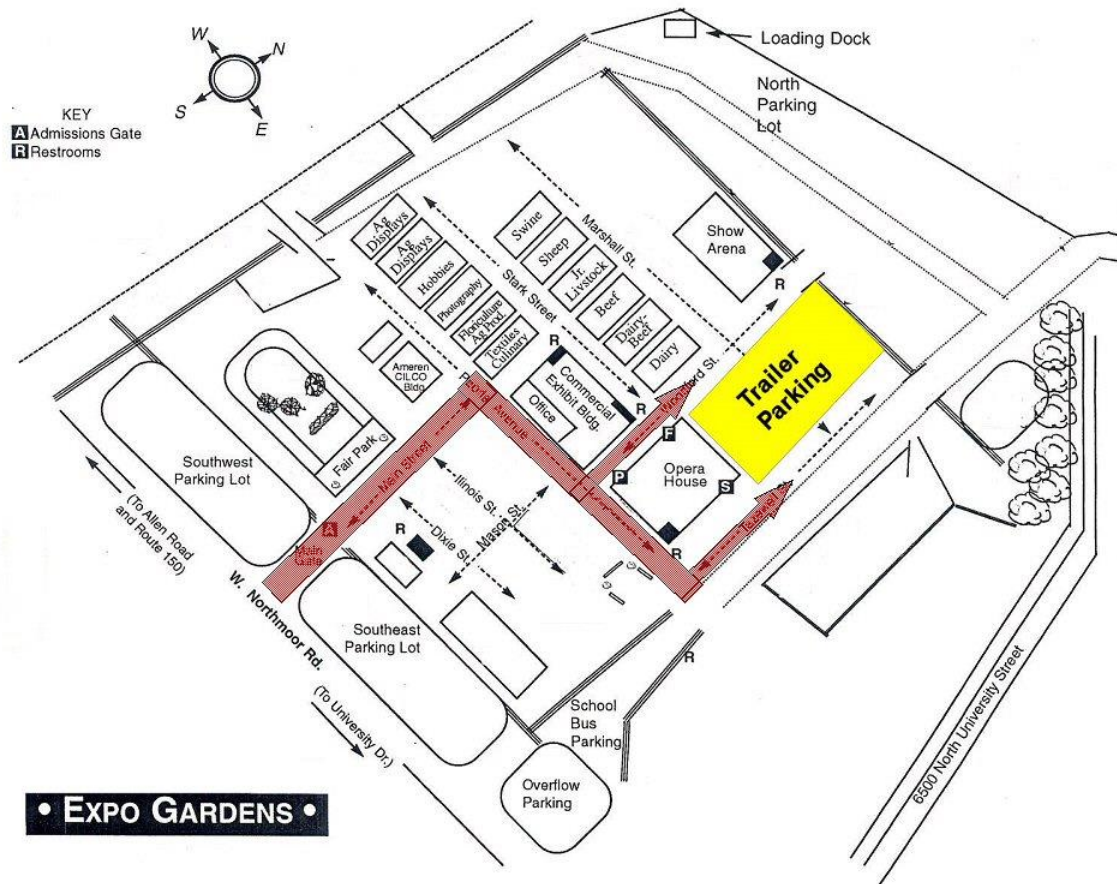 W
N
S
E
KEY
A Admissions Gate
R Restrooms
Loading Dock
North
Parking
Lot
Ag
Displays
Ag
Displays
Hobbies
Photography
Floriculture
Ag Prod.
Textiles
Culinary
Swine
Sheep
Jr.
Livstock
Beef
Dairy-
Beef
Dairy
Marshall St.
Stark Street
Show
Arena
R
Trailer
Parking
Ameren
CILCO
Bldg.
R
Commercial
Exhibit Bldg.
Office
R
Peoria Avenue
Woodford St.
F
P
Opera
House
S
R
Tazewell
Fair Park
Main Street
Southwest
Parking Lot
A
Main
Gate
Illinois St.
Dixie St.
Mason St.
R
(To Allen Road
and Route 150)
W. Northmoor Rd.
Southeast
Parking Lot
(To University Dr.)
R
School
Bus
Parking
Overflow
Parking
6500 North University Street
• EXPO GARDENS •